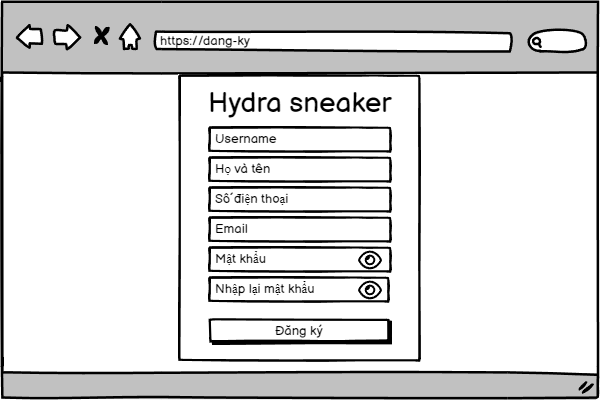 https://dang-ky
Hydra sneaker
Username
Họ và tên
Số điện thoại
Email
Mật khẩu
Nhập lại mật khẩu
Đăng ký